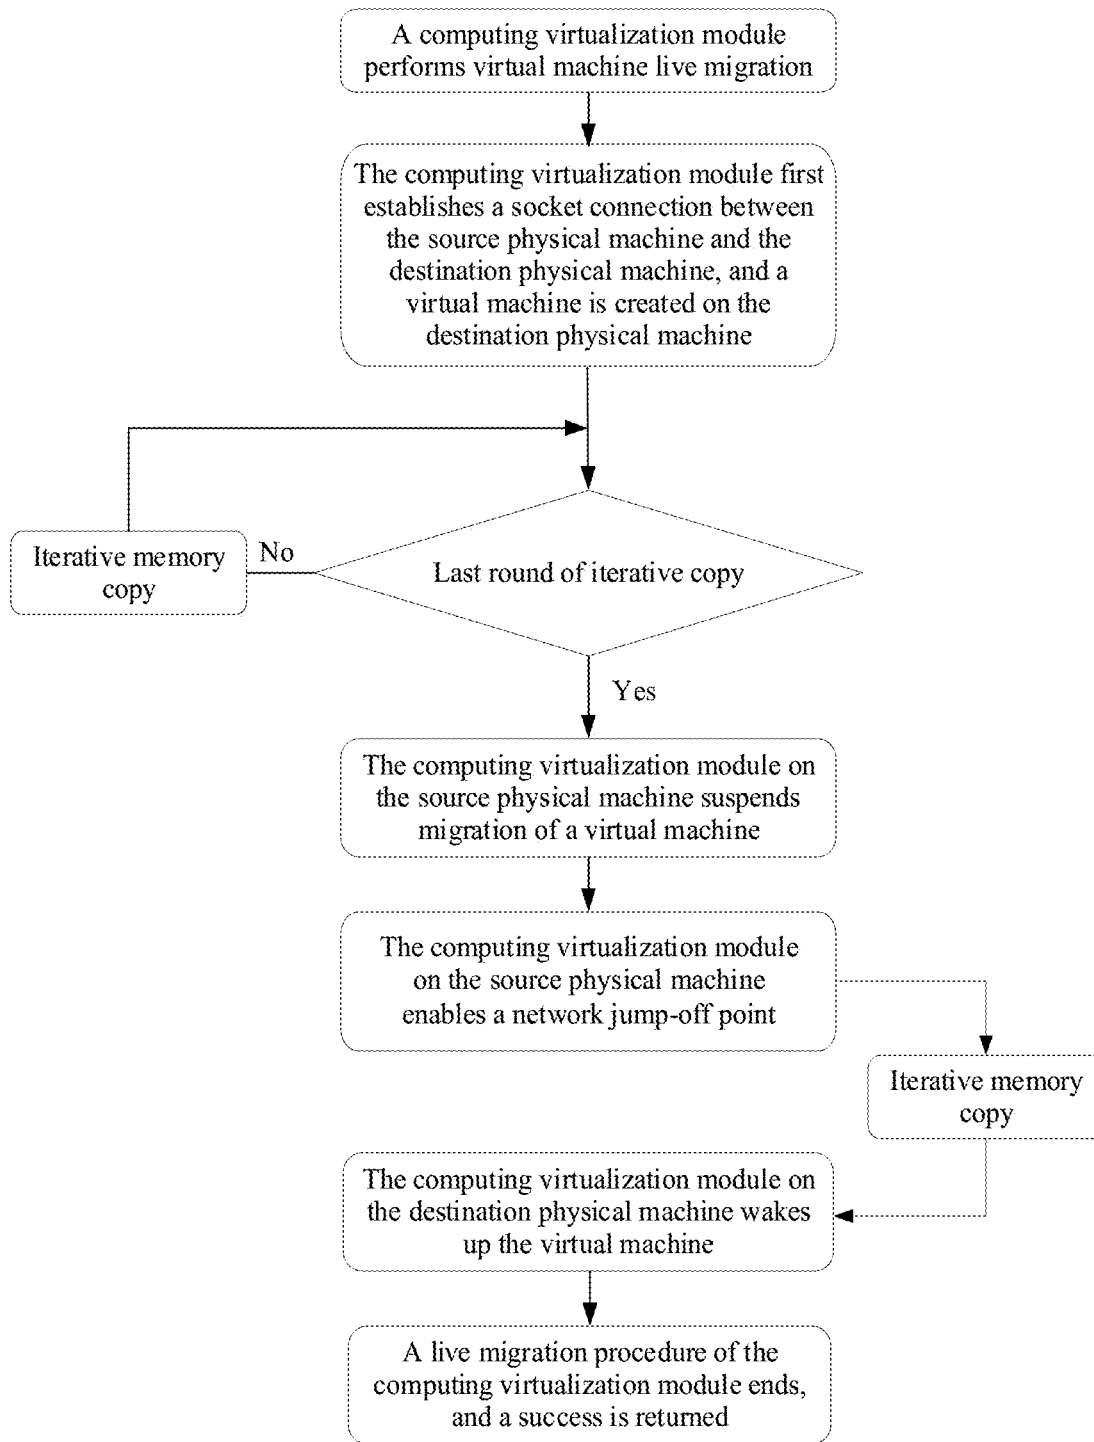 A computing virtualization module
performs virtual machine live migration
The computing virtualization module first
establishes a socket connection between
the source physical machine and the
destination physical machine, and a
virtual machine is created on the
destination physical machine
Iterative memory
copy
No
Last round of iterative copy
Yes
The computing virtualization module on
the source physical machine suspends
migration of a virtual machine
The computing virtualization module
on the source physical machine
enables a network jump-off point
Iterative memory
copy
The computing virtualization module on
the destination physical machine wakes
up the virtual machine
A live migration procedure of the
computing virtualization module ends,
and a success is returned